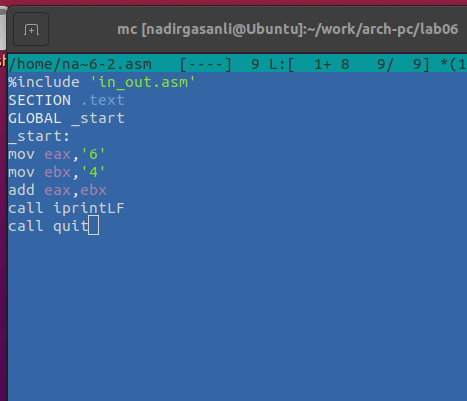 mc [nadirgasanli@Ubuntu]:~/work/arch-pc/lab06
/home/na~6-2.asm   [----]  9 L:[  1+ 8   9/  9] *(1
%include 'in_out.asm'
SECTION .text
GLOBAL _start
_start:
mov eax,'6'
mov ebx,'4'
add eax,ebx
call iprintLF
call quit